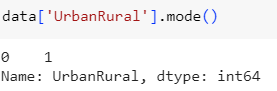 data['UrbanRural'].mode()
0    1
Name: UrbanRural, dtype: int64